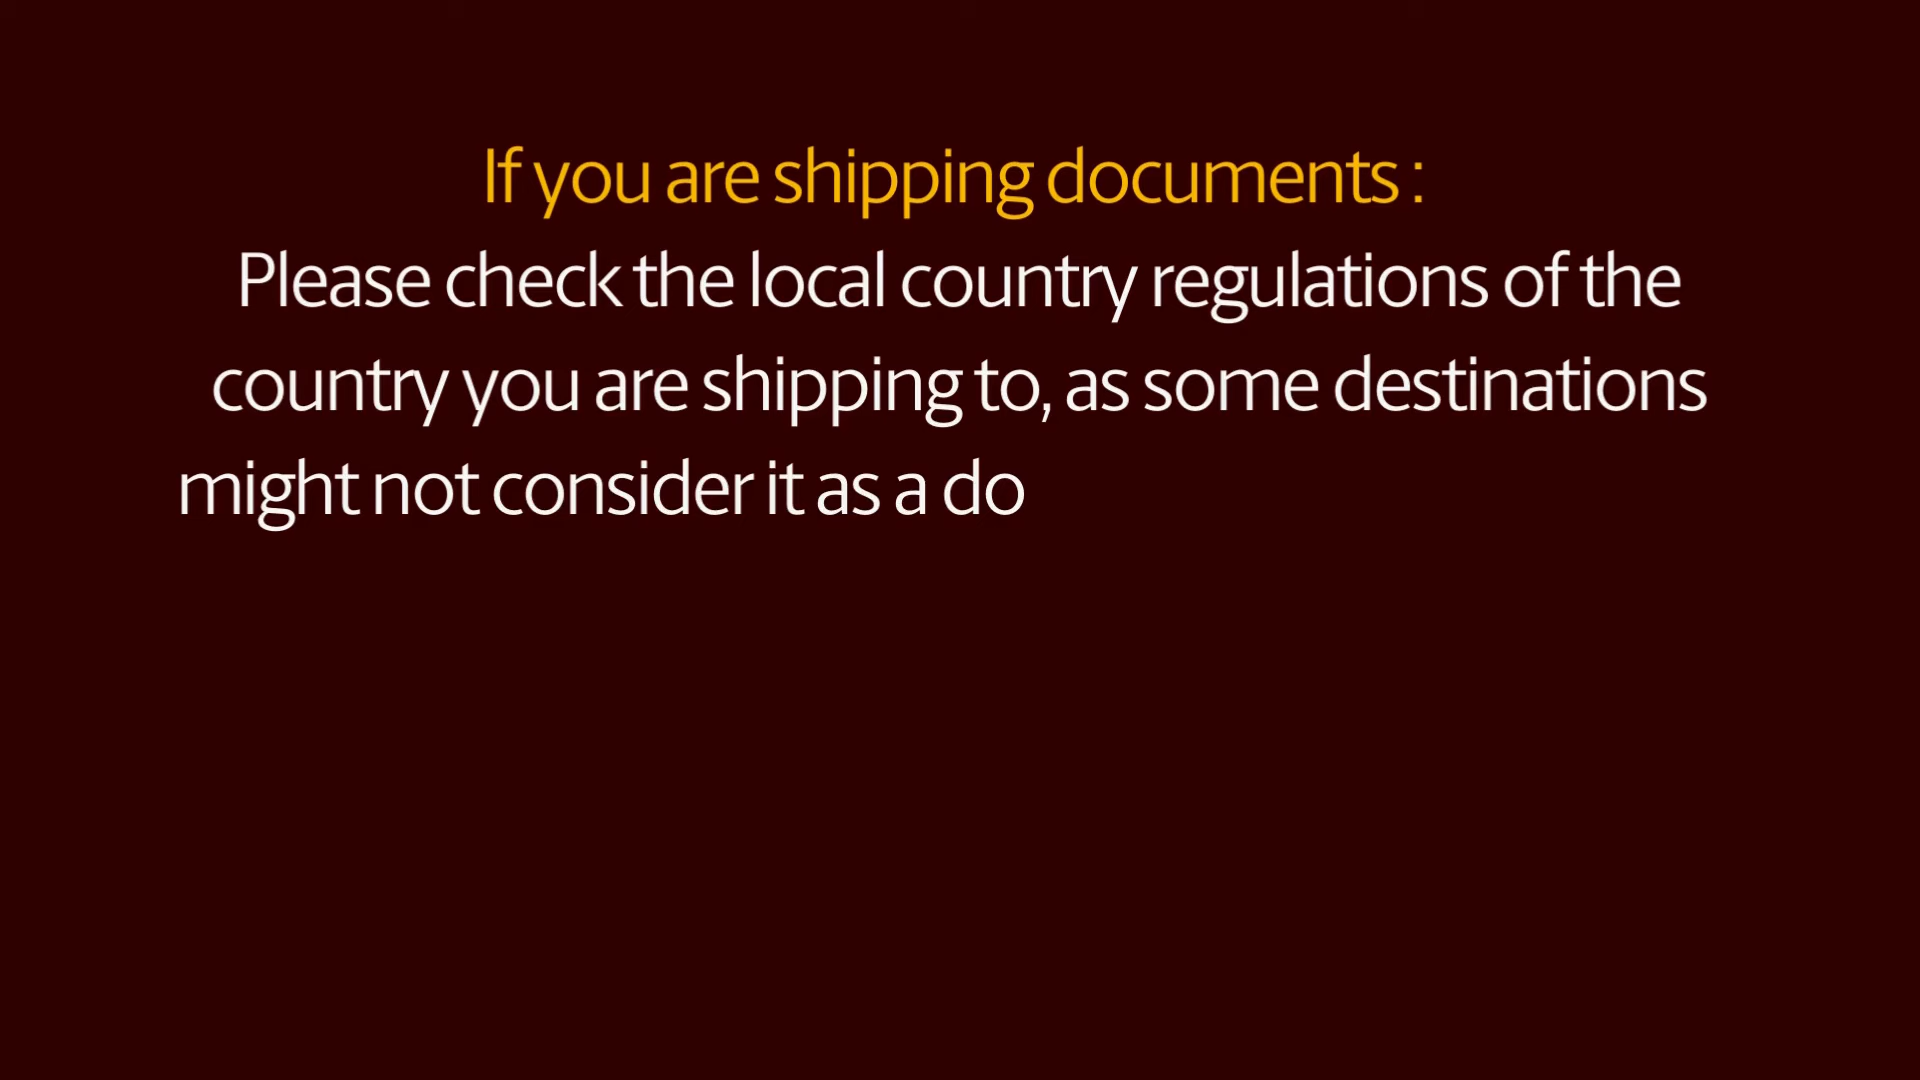 If you are shipping documents :
Please check the local country regulations of the
country you are shipping to, as some destinations
might not consider it as a do